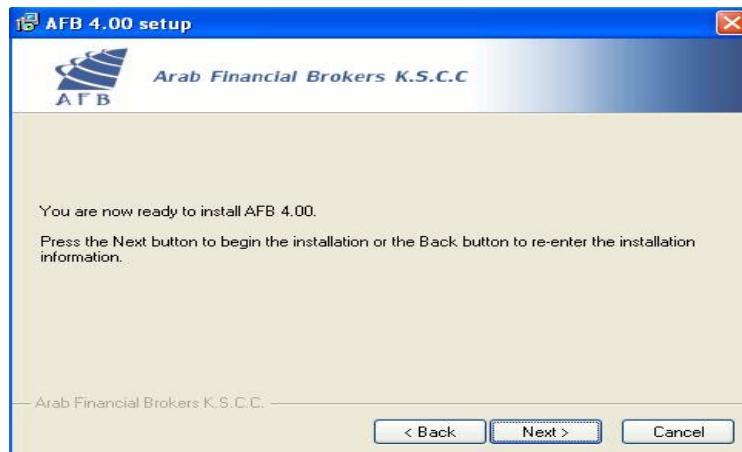 AFB 4.00 setup
Arab Financial Brokers K.S.C.C
AFB
You are now ready to install AFB 4.00.
Press the Next button to begin the installation or the Back button to re-enter the installation
information.
Arab Financial Brokers K.S.C.C.
< Back Next > Cancel